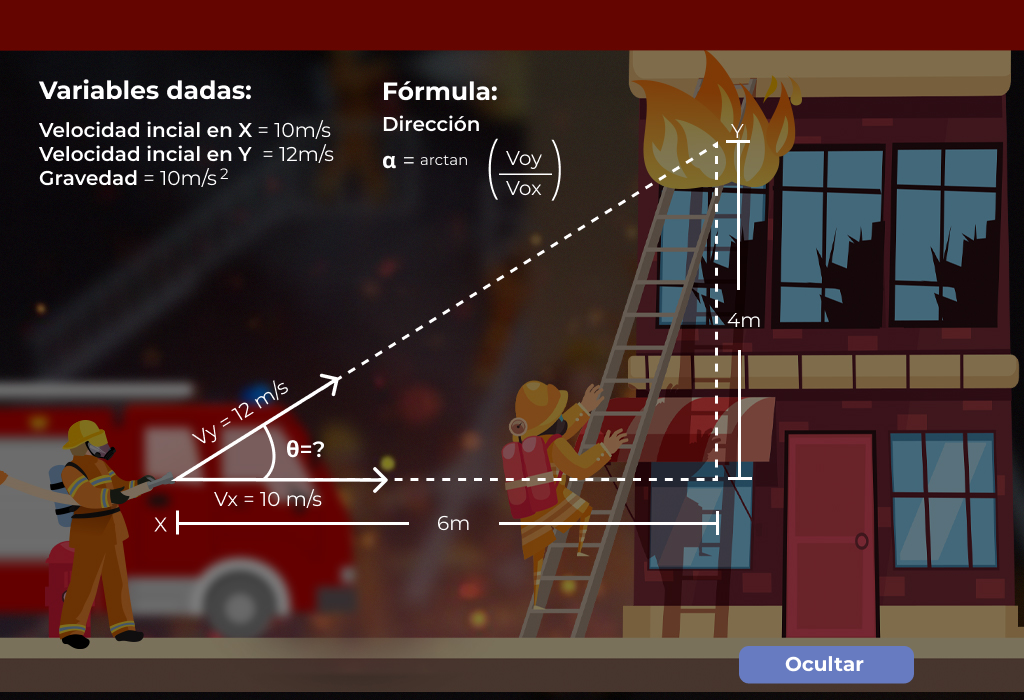 Variables dadas:
Velocidad incial en X = 10m/s
Velocidad incial en Y = 12m/s
Gravedad = 10m/s²
Fórmula:
Dirección
α = arctan (Voy/Vox)
Y
4m
Vy = 12 m/s
θ=?
Vx = 10 m/s
X
6m
Ocultar